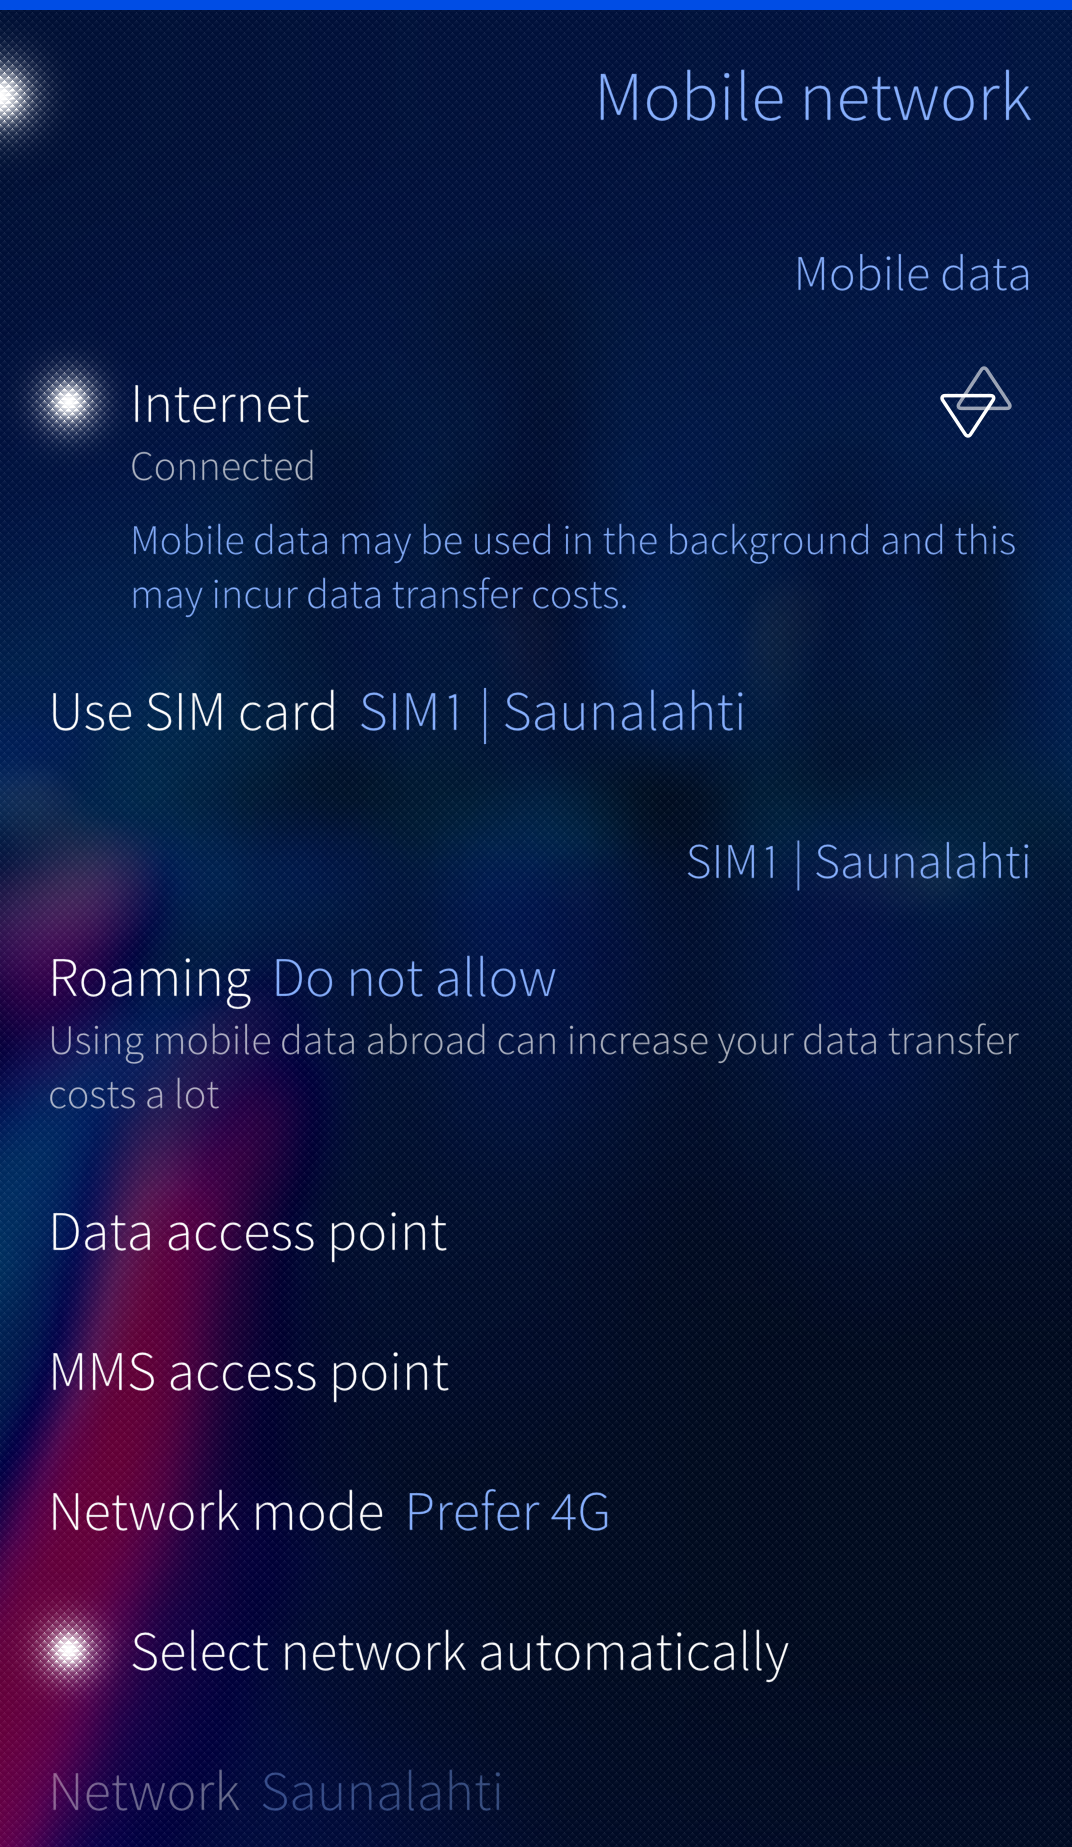 Mobile network
Mobile data
Internet
Connected
Mobile data may be used in the background and this
may incur data transfer costs.
Use SIM card SIM1 | Saunalahti
SIM1 | Saunalahti
Roaming Do not allow
Using mobile data abroad can increase your data transfer
costs a lot
Data access point
MMS access point
Network mode Prefer 4G
Select network automatically
Network Saunalahti